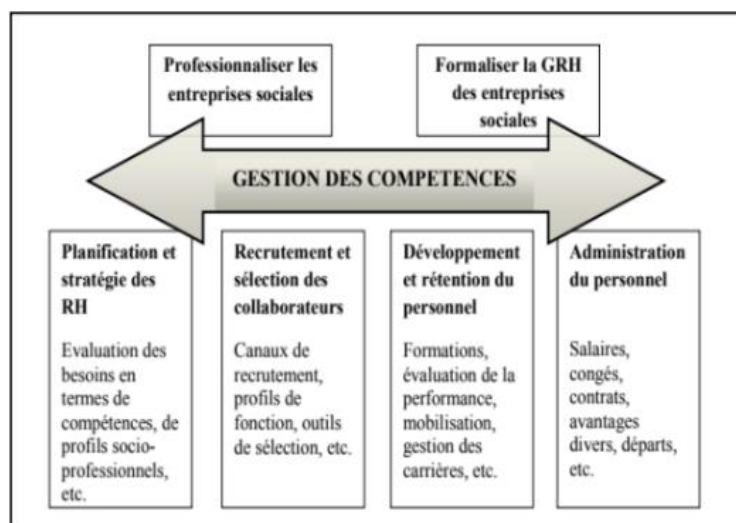 Professionnaliser les
entreprises sociales
Formaliser la GRH
des entreprises
sociales
GESTION DES COMPETENCES
Planification et
stratégie des
RH
Evaluation des
besoins en
termes de
compétences, de
profils socio-
professionnels,
etc.
Recrutement et
sélection des
collaborateurs
Canaux de
recrutement,
profils de
fonction, outils
de sélection, etc.
Développement
et rétention du
personnel
Formations,
évaluation de la
performance,
mobilisation,
gestion des
carrières, etc.
Administration
du personnel
Salaires,
congés,
contrats,
avantages
divers, départs,
etc.